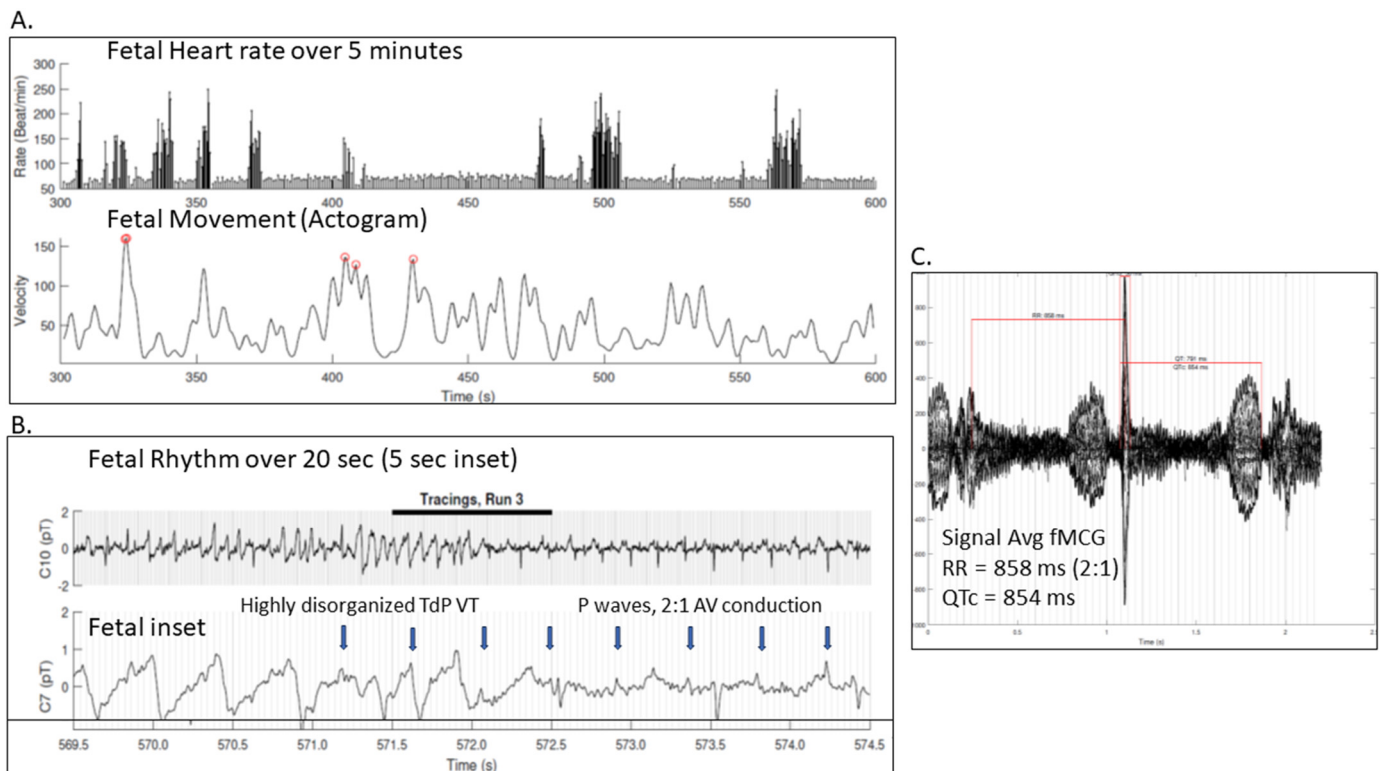 A.
Fetal Heart rate over 5 minutes
Rate (Beat/min)
300
250
200
150
100
50
300 350 400 450 500 550 600
Fetal Movement (Actogram)
Velocity
150
100
50
300 350 400 450 500 550 600
Time (s)
B.
Fetal Rhythm over 20 sec (5 sec inset)
Tracings, Run 3
C10 (pT)
2
0
-2
Highly disorganized TdP VT P waves, 2:1 AV conduction
Fetal inset
C7 (pT)
2
1
0
569.5 570.0 570.5 571.0 571.5 572.0 572.5 573.0 573.5 574.0 574.5
Time (s)
C.
RR: 858 ms
QT: 791 ms
QTc: 854 ms
800
600
400
200
0
-200
-400
-600
-800
Signal Avg fMCG
RR = 858 ms (2:1)
QTc = 854 ms
0 0.5 1 1.5 2
Time (s)